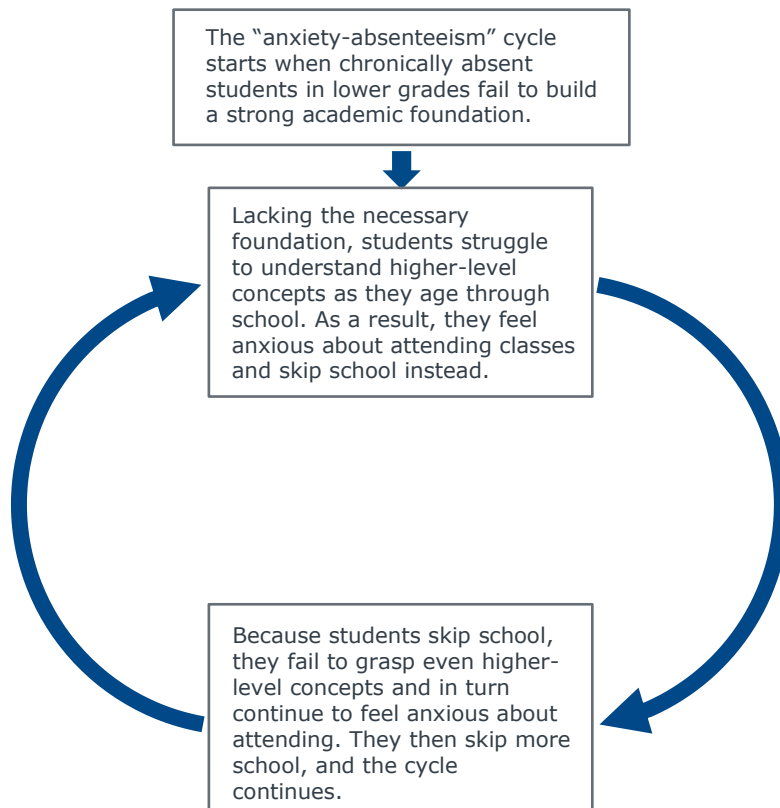 The “anxiety-absenteeism” cycle
starts when chronically absent
students in lower grades fail to build
a strong academic foundation.
Lacking the necessary
foundation, students struggle
to understand higher-level
concepts as they age through
school. As a result, they feel
anxious about attending classes
and skip school instead.
Because students skip school,
they fail to grasp even higher-
level concepts and in turn
continue to feel anxious about
attending. They then skip more
school, and the cycle
continues.